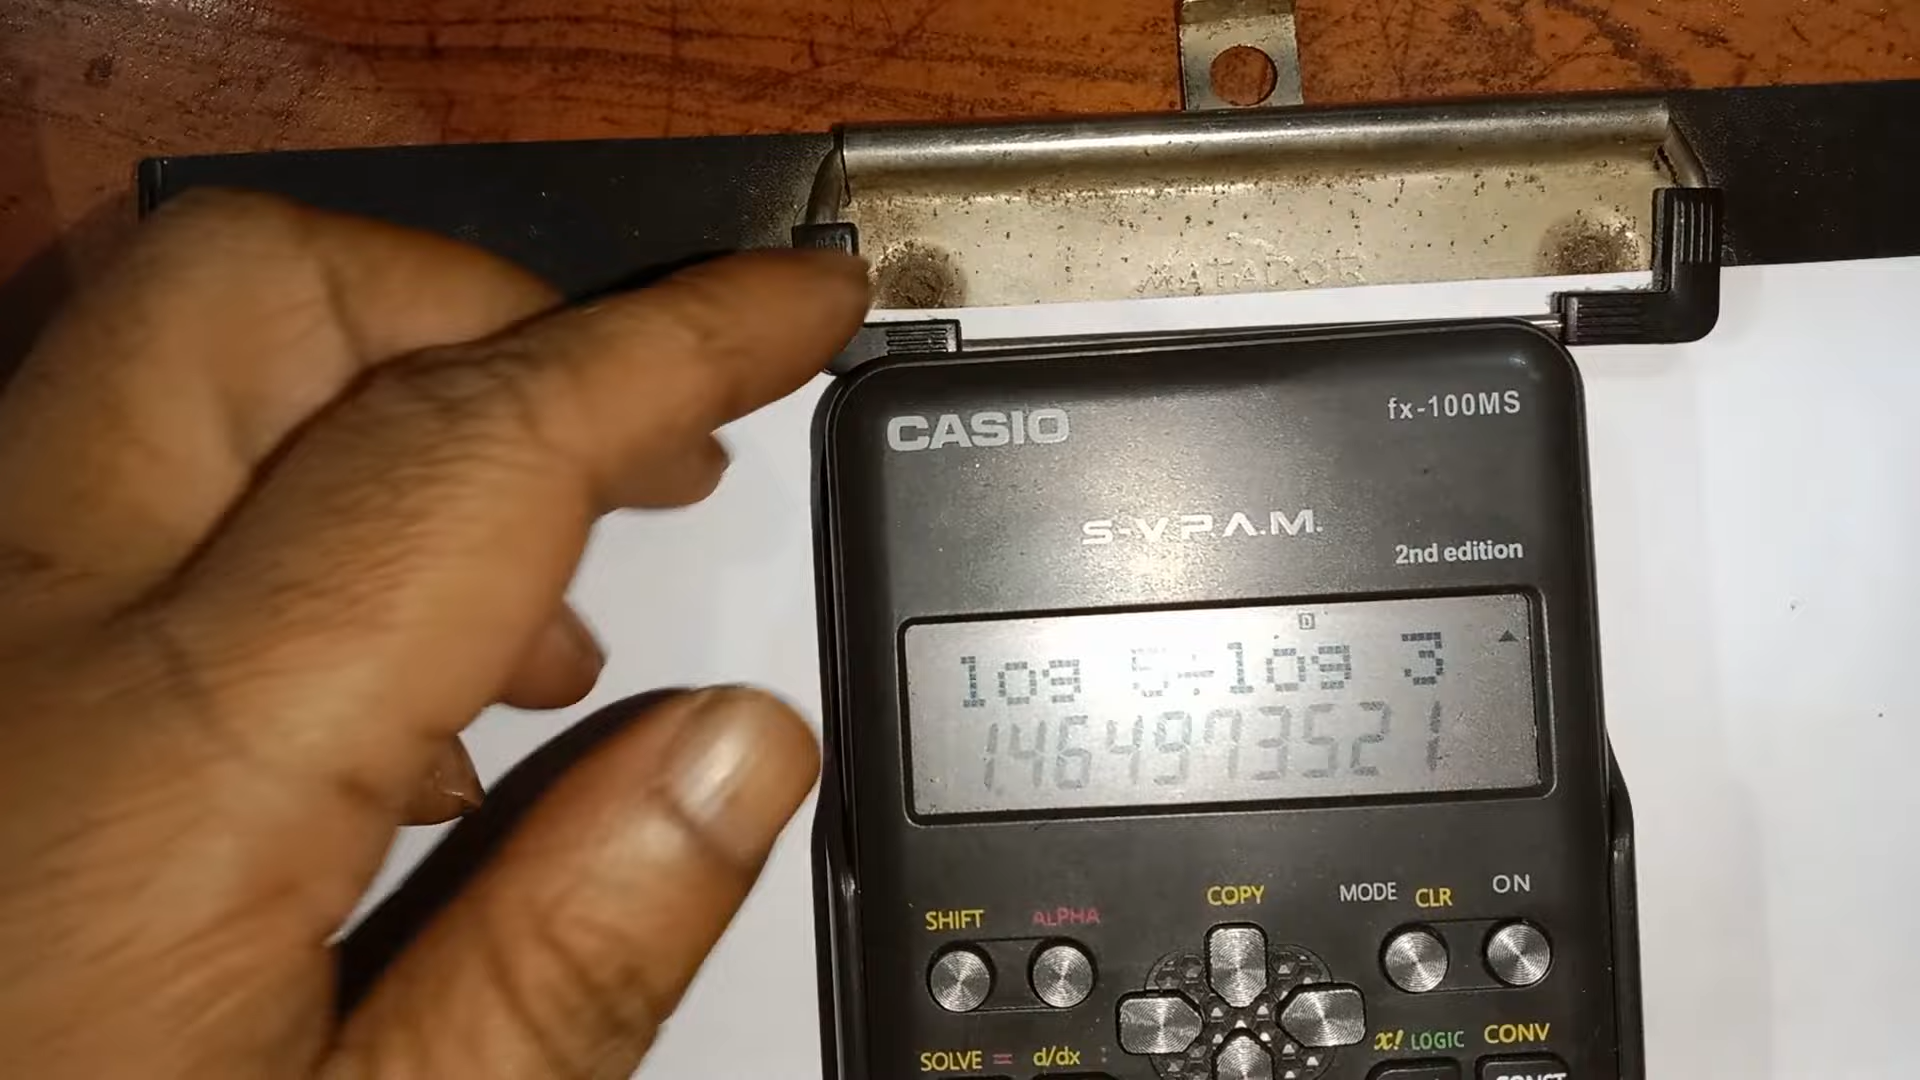 MATADOR
CASIO
fx-100MS
S-V.P.A.M.
2nd edition
D
log 5÷log 3
1.464973521
COPY
MODE CLR ON
SHIFT ALPHA
x! LOGIC CONV
SOLVE = d/dx :
CONST